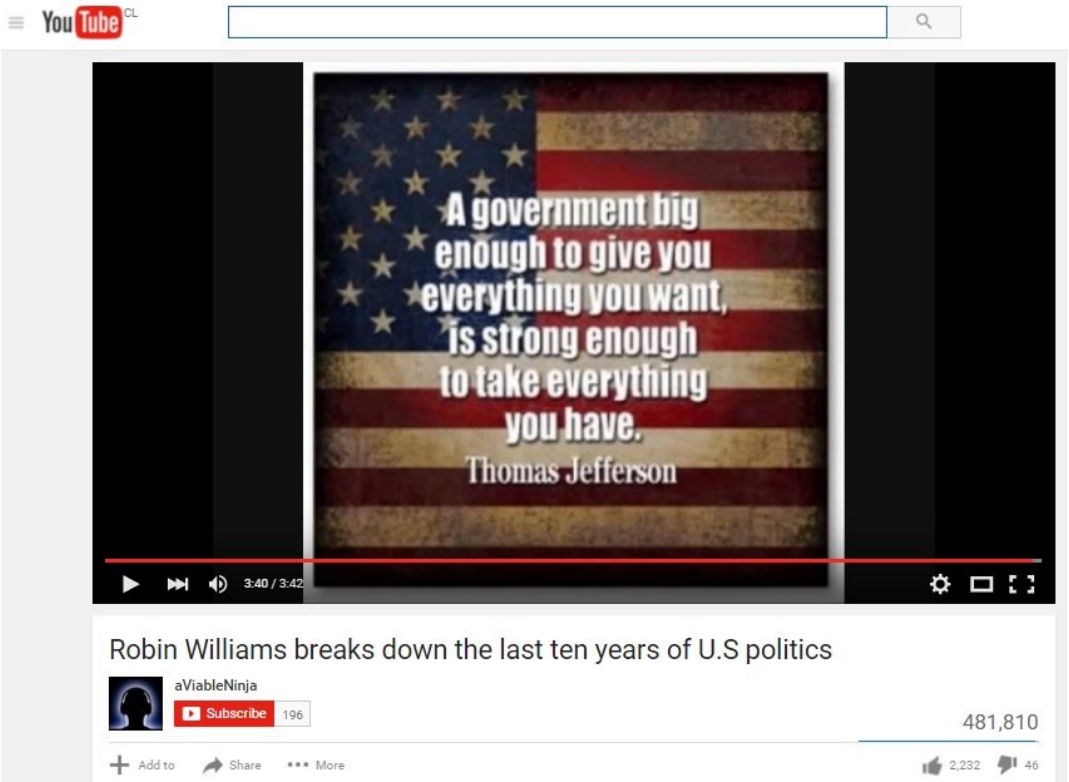 YouTube CL
A government big
enough to give you
everything you want,
is strong enough
to take everything
you have.
Thomas Jefferson
3:40 / 3:42
Robin Williams breaks down the last ten years of U.S politics
aViableNinja
Subscribe 196
481,810
Add to Share More
2,232 46